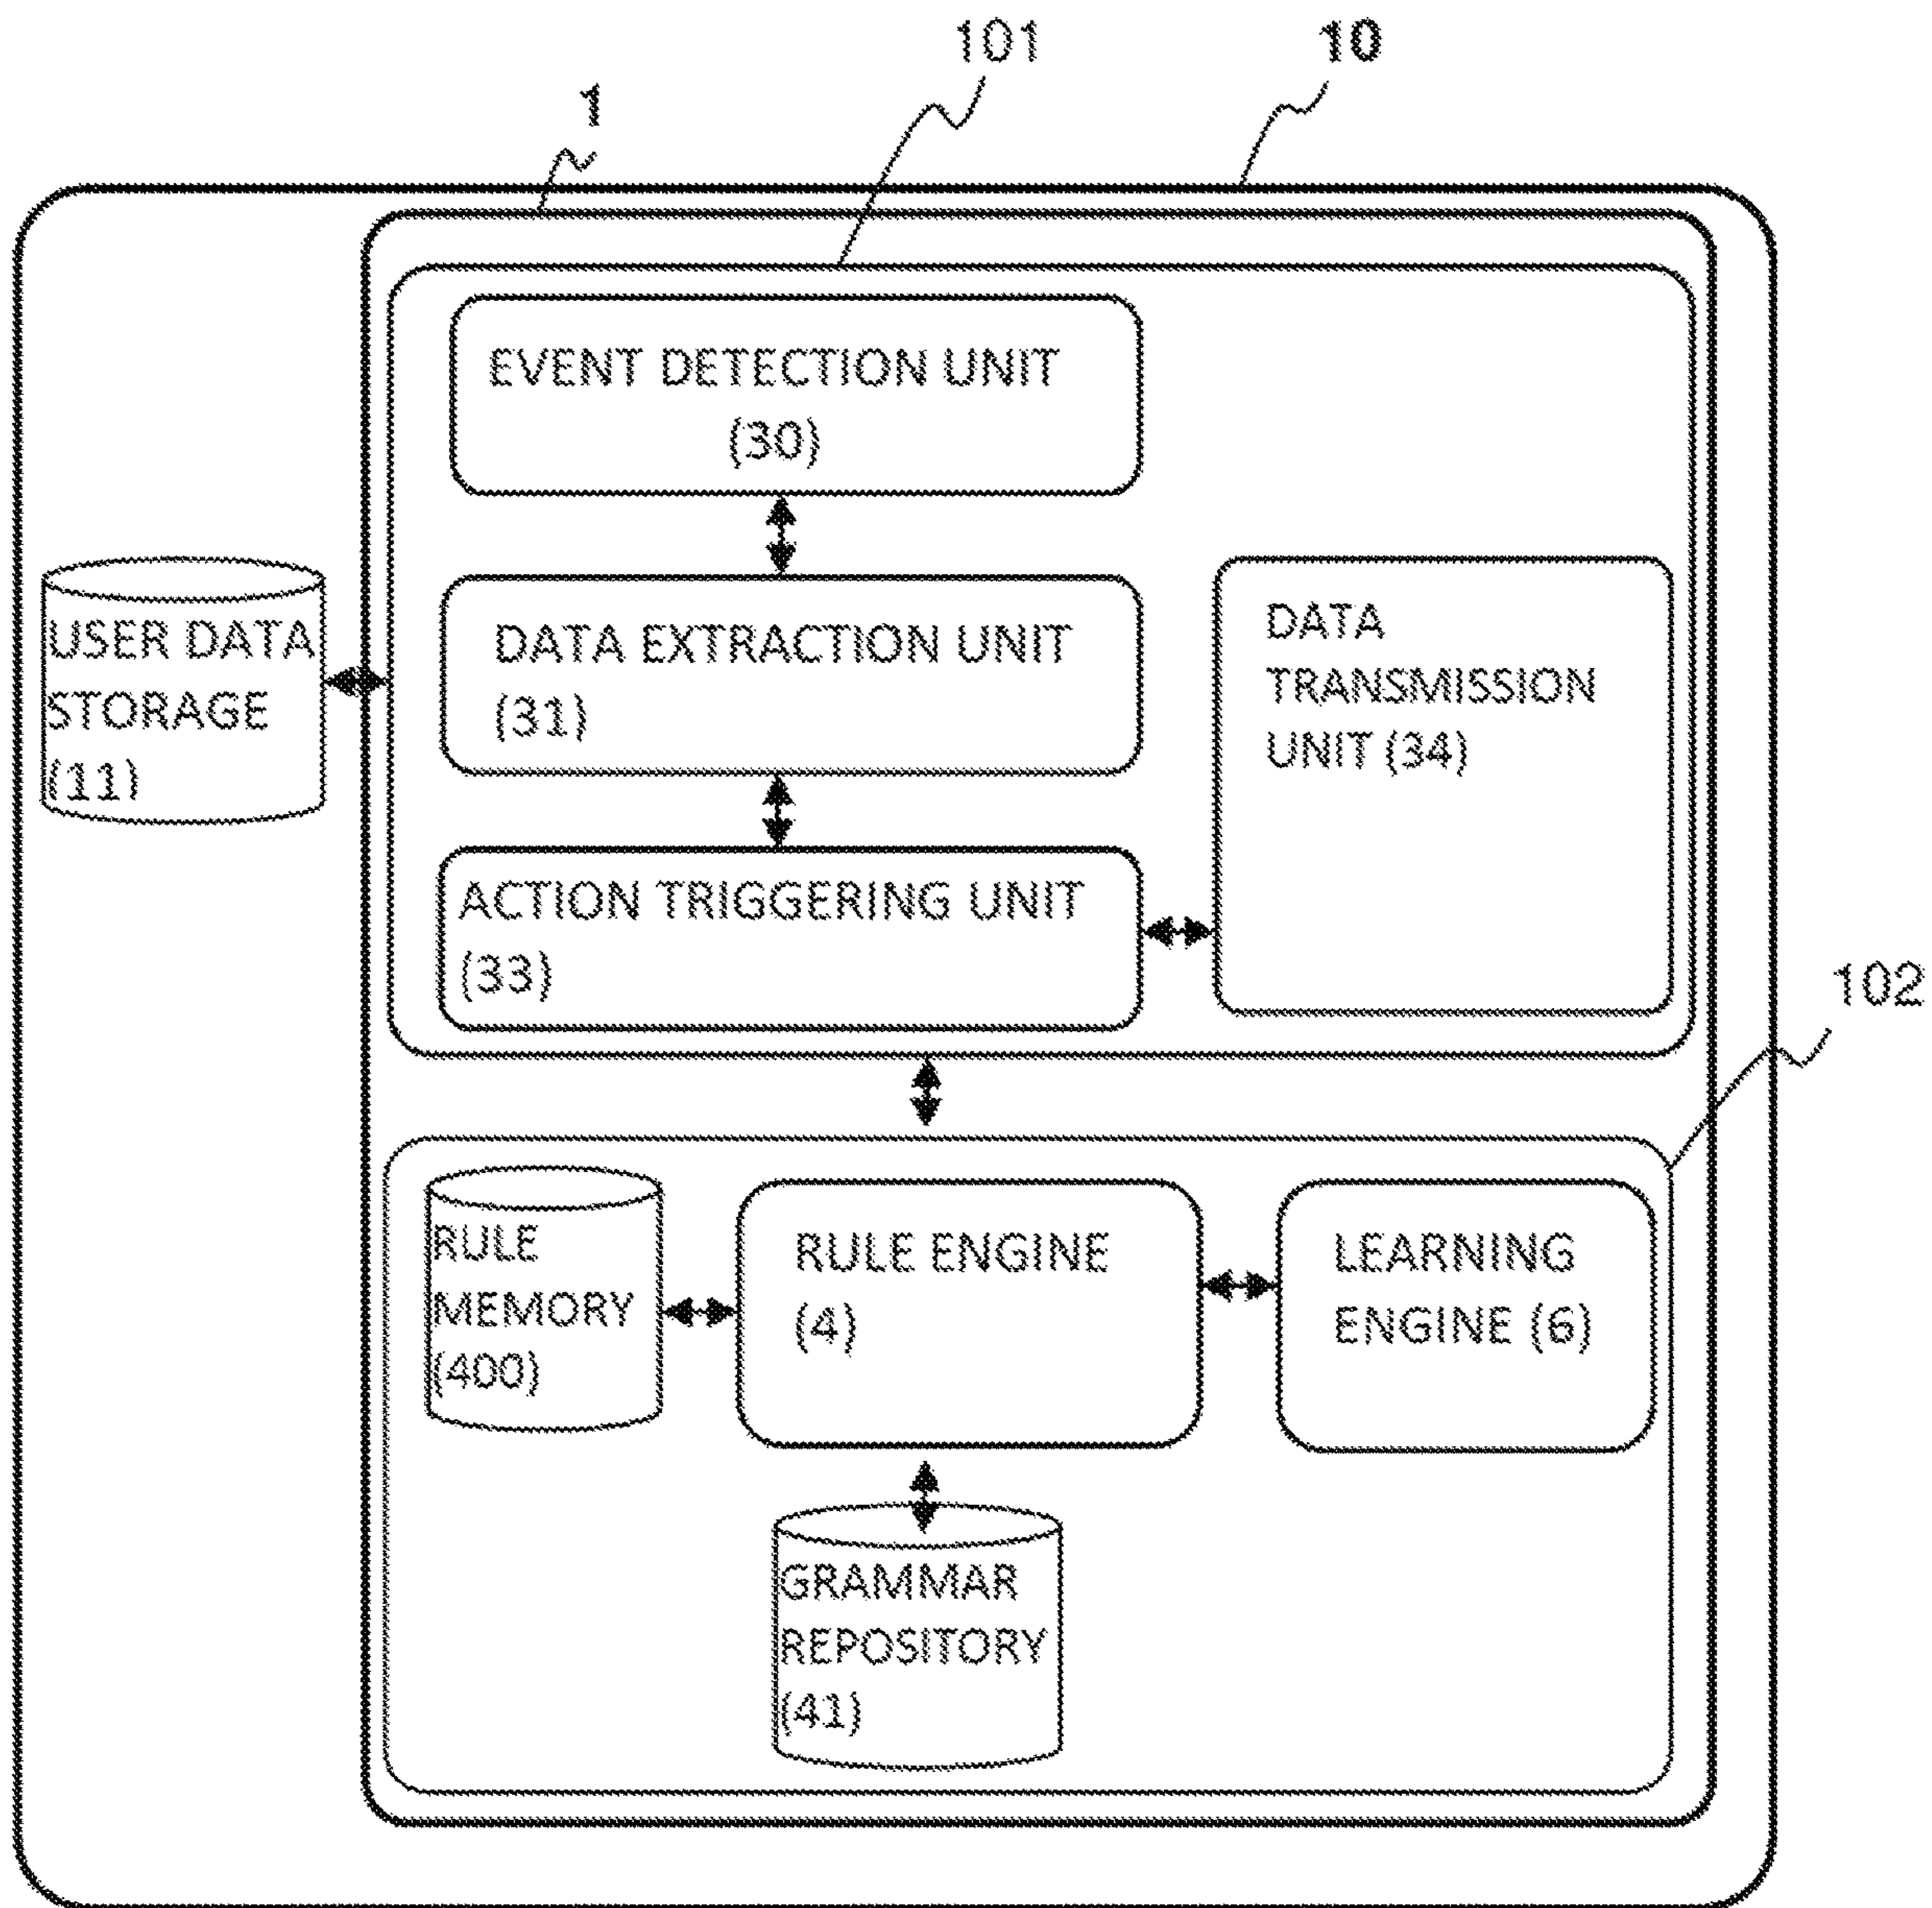 101
10
1
EVENT DETECTION UNIT
(30)
USER DATA
STORAGE
(11)
DATA EXTRACTION UNIT
(31)
DATA
TRANSMISSION
UNIT (34)
ACTION TRIGGERING UNIT
(33)
102
RULE
MEMORY
(400)
RULE ENGINE
(4)
LEARNING
ENGINE (6)
GRAMMAR
REPOSITORY
(41)